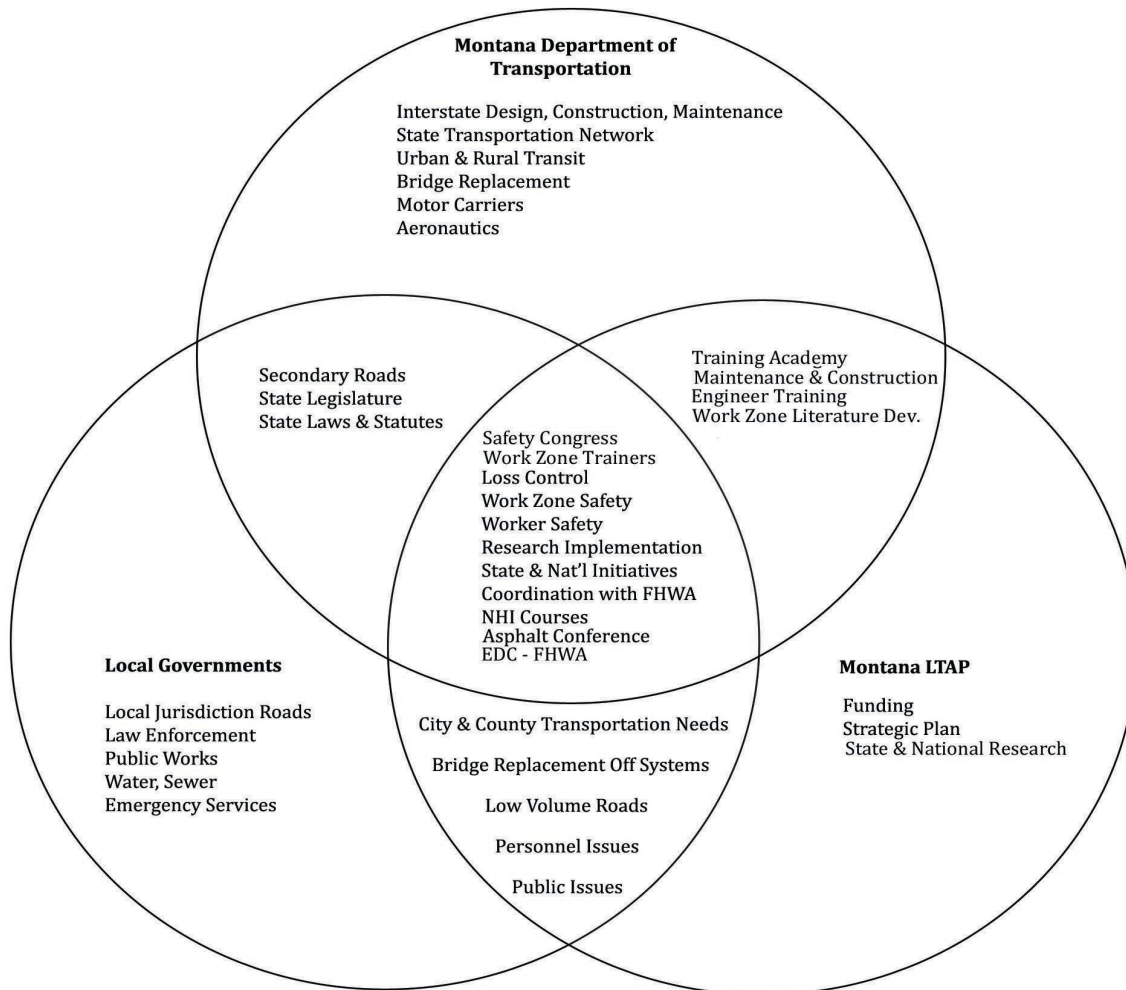 Montana Department of
Transportation
Interstate Design, Construction, Maintenance
State Transportation Network
Urban & Rural Transit
Bridge Replacement
Motor Carriers
Aeronautics
Secondary Roads
State Legislature
State Laws & Statutes
Training Academy
Maintenance & Construction
Engineer Training
Work Zone Literature Dev.
Safety Congress
Work Zone Trainers
Loss Control
Work Zone Safety
Worker Safety
Research Implementation
State & Nat'l Initiatives
Coordination with FHWA
NHI Courses
Asphalt Conference
EDC - FHWA
Local Governments
Local Jurisdiction Roads
Law Enforcement
Public Works
Water, Sewer
Emergency Services
City & County Transportation Needs
Bridge Replacement Off Systems
Low Volume Roads
Personnel Issues
Public Issues
Montana LTAP
Funding
Strategic Plan
State & National Research